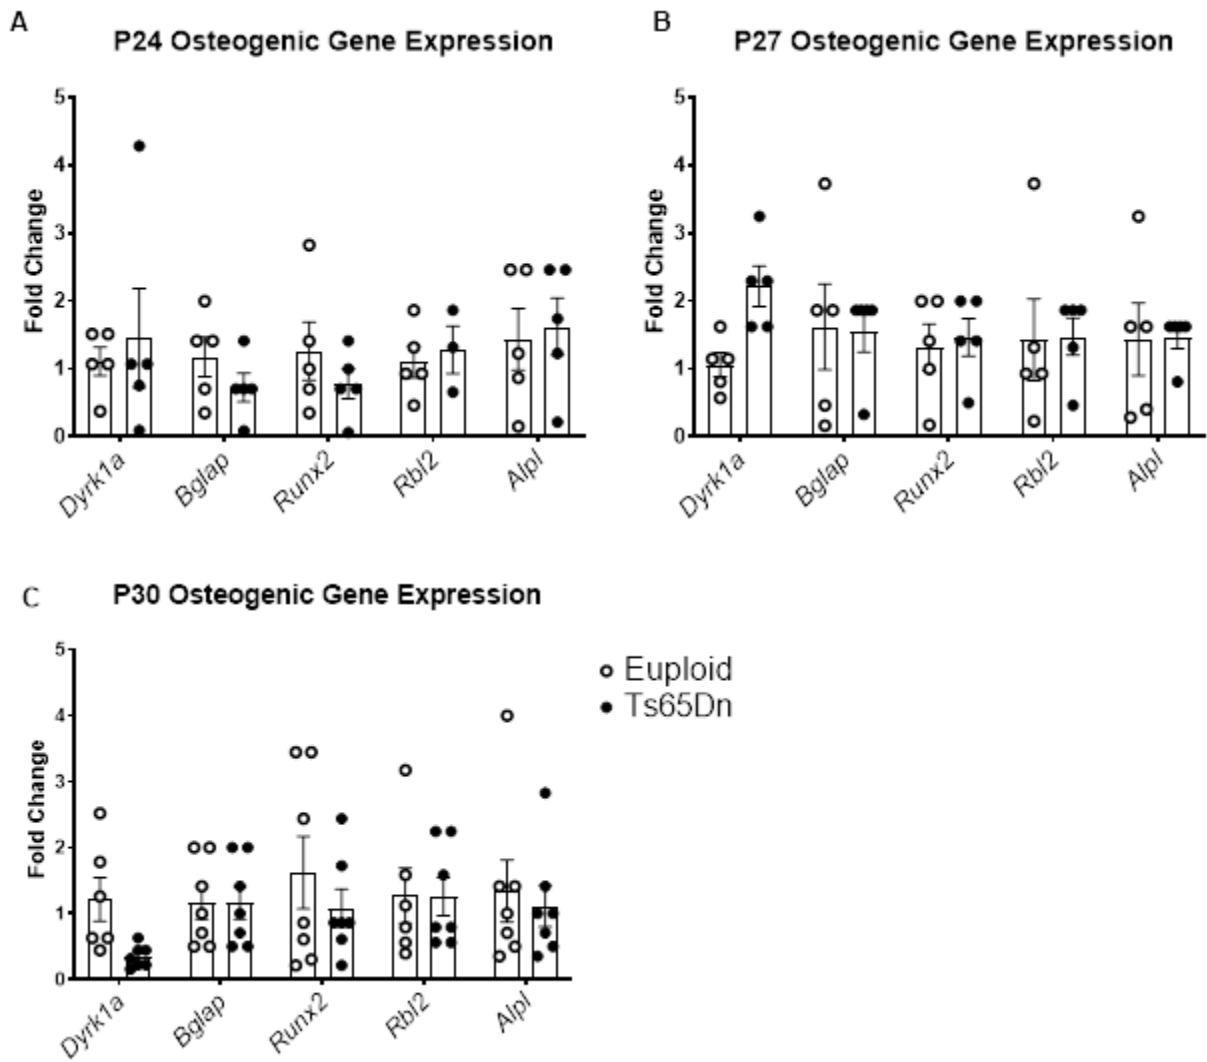 A
P24 Osteogenic Gene Expression
Fold Change
5
4
3
2
1
0
Dyrk1a
Bglap
Runx2
Rbl2
Alpl
B
P27 Osteogenic Gene Expression
Fold Change
5
4
3
2
1
0
Dyrk1a
Bglap
Runx2
Rbl2
Alpl
C
P30 Osteogenic Gene Expression
Fold Change
5
4
3
2
1
0
Dyrk1a
Bglap
Runx2
Rbl2
Alpl
Euploid
Ts65Dn